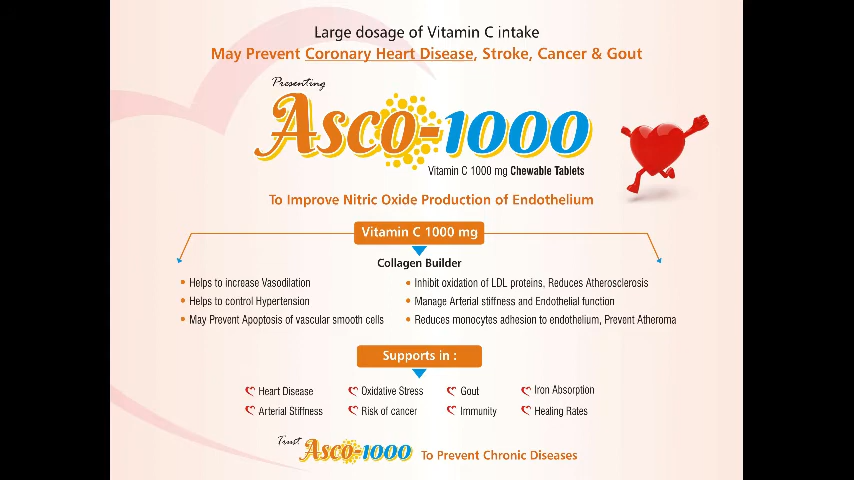 Large dosage of Vitamin C intake
May Prevent Coronary Heart Disease, Stroke, Cancer & Gout
Presenting
Asco-1000
Vitamin C 1000 mg Chewable Tablets
To Improve Nitric Oxide Production of Endothelium
Vitamin C 1000 mg
Collagen Builder
• Helps to increase Vasodilation
• Helps to control Hypertension
• May Prevent Apoptosis of vascular smooth cells
• Inhibit oxidation of LDL proteins, Reduces Atherosclerosis
• Manage Arterial stiffness and Endothelial function
• Reduces monocytes adhesion to endothelium, Prevent Atheroma
Supports in :
Heart Disease Oxidative Stress Gout Iron Absorption
Arterial Stiffness Risk of cancer Immunity Healing Rates
Trust Asco-1000 To Prevent Chronic Diseases